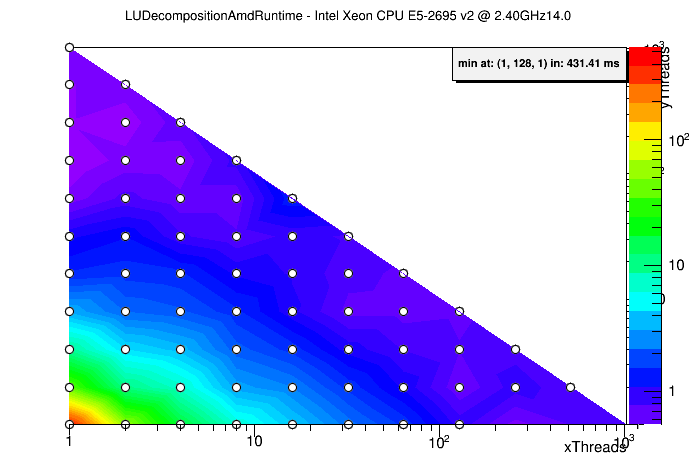 LUDecompositionAmdRuntime - Intel Xeon CPU E5-2695 v2 @ 2.40GHz14.0
min at: (1, 128, 1) in: 431.41 ms
10³
yThreads
10²
10
1
1
10
10²
10³
xThreads